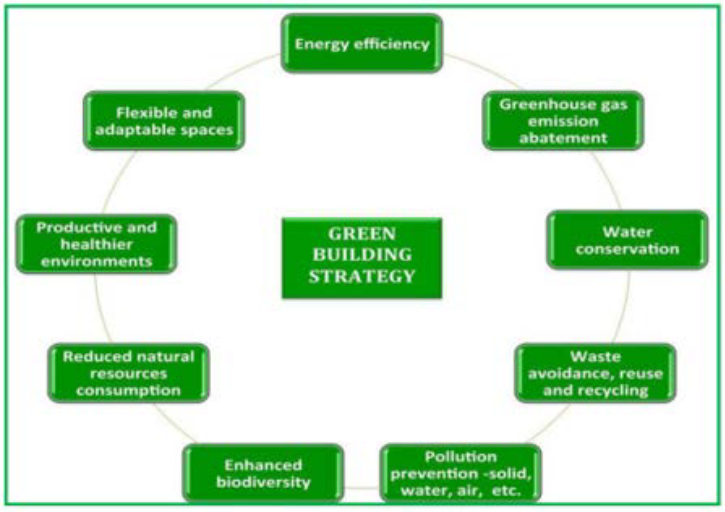 Energy efficiency
Greenhouse gas
emission
abatement
Water
conservation
Waste
avoidance, reuse
and recycling
Pollution
prevention -solid,
water, air, etc.
Enhanced
biodiversity
Reduced natural
resources
consumption
Productive and
healthier
environments
Flexible and
adaptable spaces
GREEN
BUILDING
STRATEGY